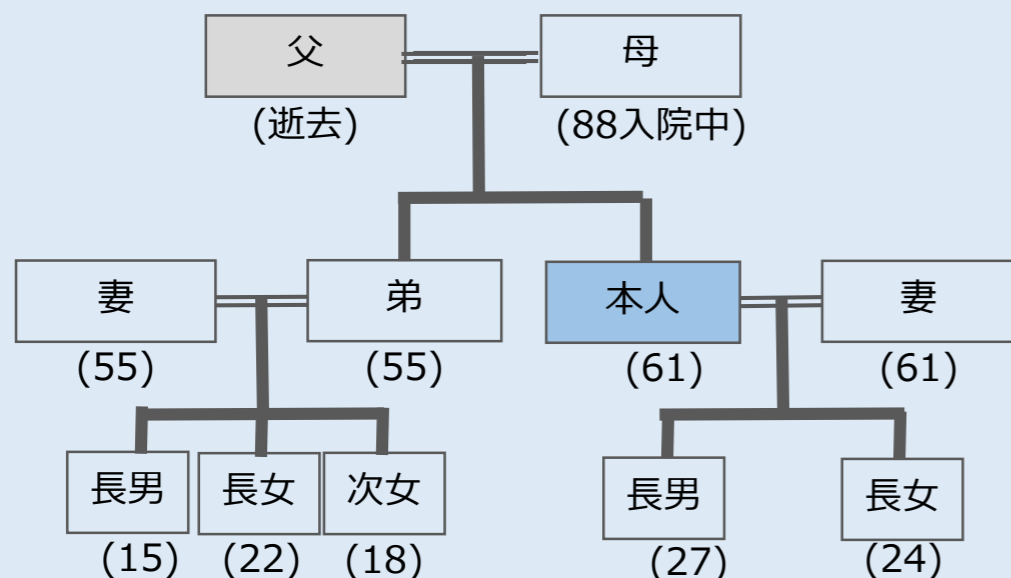 父 母
(逝去) (88入院中)
妻 弟 本人 妻
(55) (55) (61) (61)
長男 長女 次女 長男 長女
(15) (22) (18) (27) (24)